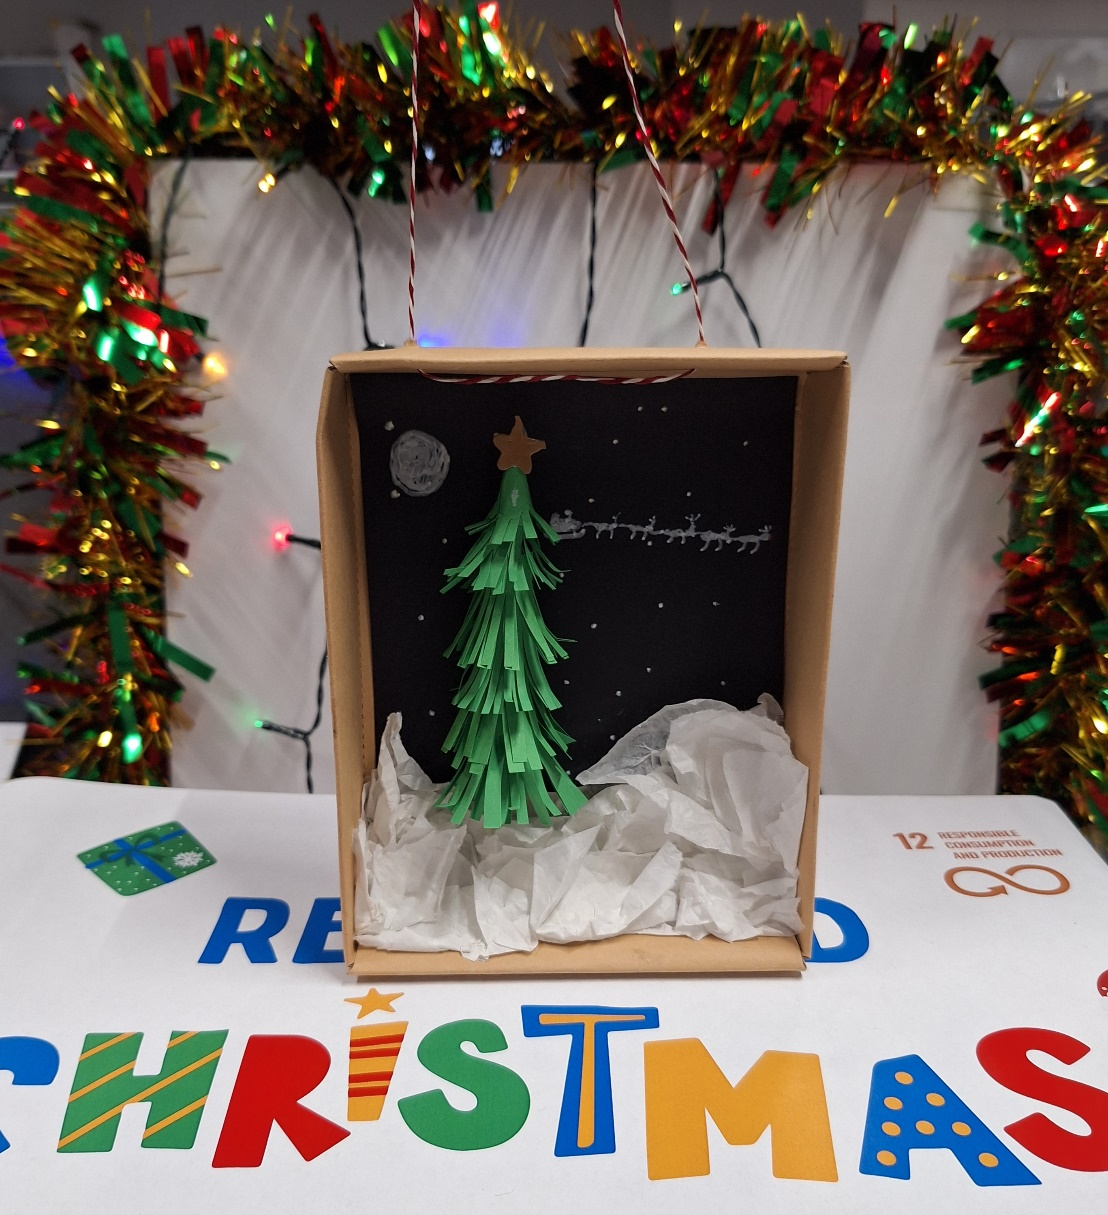 12 RESPONSIBLE
CONSUMPTION
AND PRODUCTION
CHRiSTMAS